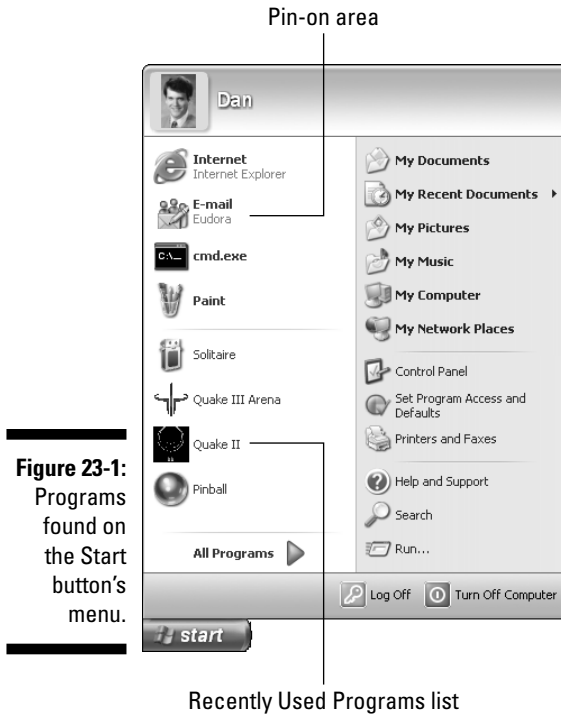 Pin-on area
Dan
Internet
Internet Explorer
E-mail
Eudora
C:\_
cmd.exe
Paint
Solitaire
Quake III Arena
Quake II
Pinball
All Programs
My Documents
My Recent Documents
My Pictures
My Music
My Computer
My Network Places
Control Panel
Set Program Access and
Defaults
Printers and Faxes
Help and Support
Search
Run...
Log Off
Turn Off Computer
start
Figure 23-1:
Programs
found on
the Start
button's
menu.
Recently Used Programs list